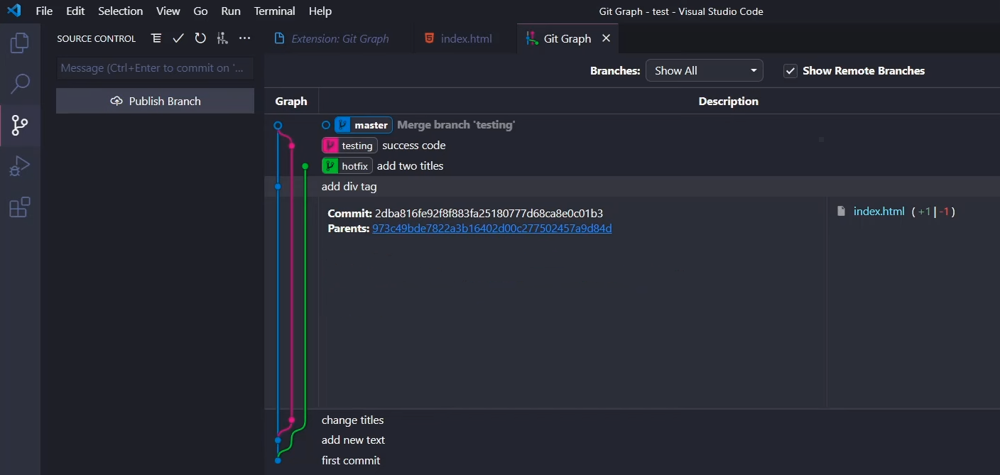 File Edit Selection View Go Run Terminal Help
Git Graph - test - Visual Studio Code
SOURCE CONTROL
Extension: Git Graph
index.html
Git Graph
Message (Ctrl+Enter to commit on '...
Publish Branch
Branches: Show All
Show Remote Branches
Graph Description
master Merge branch 'testing'
testing success code
hotfix add two titles
add div tag
Commit: 2dba816fe92f8f883fa25180777d68ca8e0c01b3
Parents: 973c49bde7822a3b16402d00c277502457a9d84d
index.html (+1|-1)
change titles
add new text
first commit